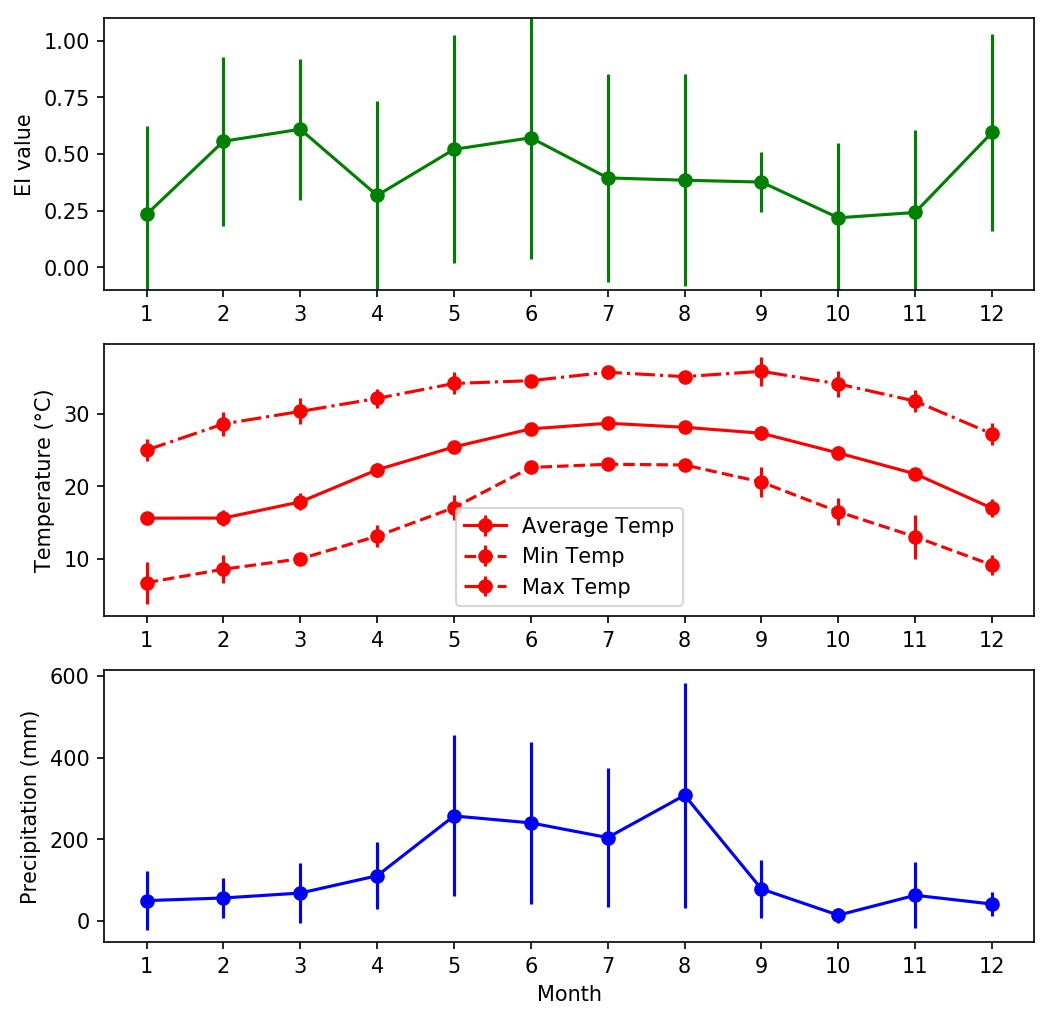 EI value
1.00
0.75
0.50
0.25
0.00
1 2 3 4 5 6 7 8 9 10 11 12
Temperature (°C)
30
20
10
Average Temp
Min Temp
Max Temp
1 2 3 4 5 6 7 8 9 10 11 12
Precipitation (mm)
600
400
200
0
1 2 3 4 5 6 7 8 9 10 11 12
Month